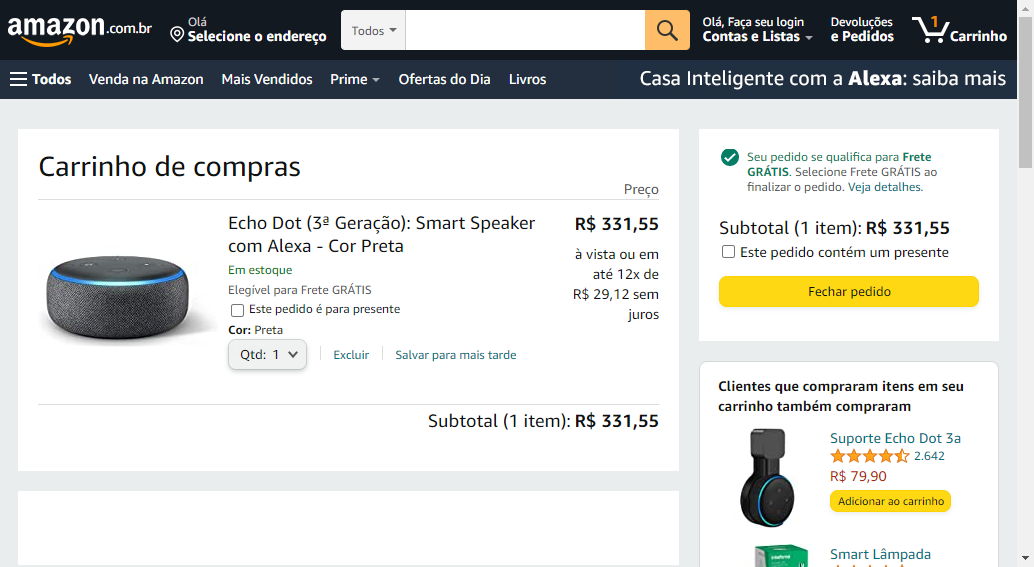 amazon.com.br
Olá
Selecione o endereço
Todos
Olá, Faça seu login
Contas e Listas
Devoluções
e Pedidos
1
Carrinho
Todos
Venda na Amazon
Mais Vendidos
Prime
Ofertas do Dia
Livros
Casa Inteligente com a Alexa: saiba mais
Carrinho de compras
Preço
Echo Dot (3ª Geração): Smart Speaker
com Alexa - Cor Preta
R$ 331,55
à vista ou em
até 12x de
R$ 29,12 sem
juros
Em estoque
Elegível para Frete GRÁTIS
Este pedido é para presente
Cor: Preta
Qtd: 1
Excluir
Salvar para mais tarde
Subtotal (1 item): R$ 331,55
Seu pedido se qualifica para Frete
GRÁTIS. Selecione Frete GRÁTIS ao
finalizar o pedido. Veja detalhes.
Subtotal (1 item): R$ 331,55
Este pedido contém um presente
Fechar pedido
Clientes que compraram itens em seu
carrinho também compraram
Suporte Echo Dot 3a
2.642
R$ 79,90
Adicionar ao carrinho
Smart Lâmpada